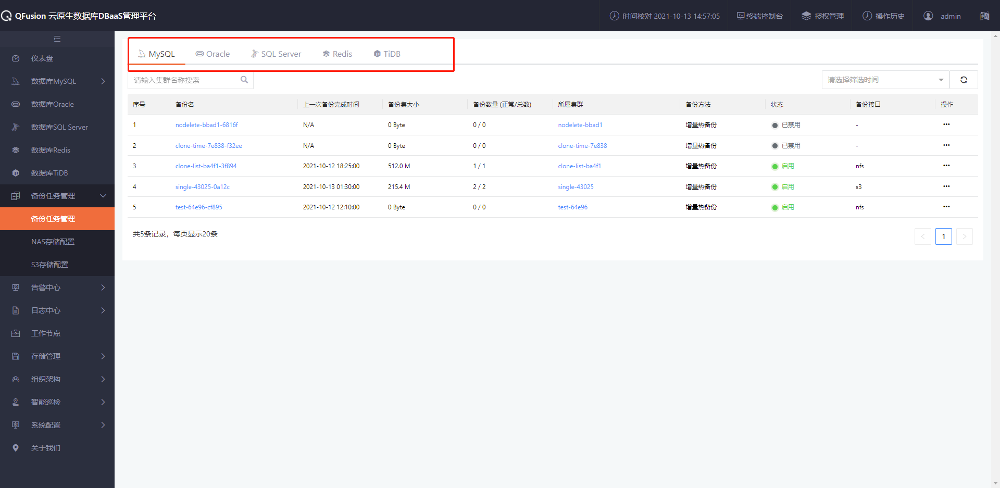 QFusion 云原生数据库DBaaS管理平台
时间校对 2021-10-13 14:57:05
终端控制台
授权管理
操作历史
admin
仪表盘
数据库MySQL
数据库Oracle
数据库SQL Server
数据库Redis
数据库TiDB
备份任务管理
备份任务管理
NAS存储配置
S3存储配置
告警中心
日志中心
工作节点
存储管理
组织架构
智能巡检
系统配置
关于我们
MySQL Oracle SQL Server Redis TiDB
请输入集群名称搜索
请选择筛选时间
序号 备份名 上一次备份完成时间 备份集大小 备份数量 (正常/总数) 所属集群 备份方法 状态 备份接口 操作
1 nodelete-bbad1-6816f N/A 0 Byte 0 / 0 nodelete-bbad1 增量热备份 已禁用 - •••
2 clone-time-7e838-f32ee N/A 0 Byte 0 / 0 clone-time-7e838 增量热备份 已禁用 - •••
3 clone-list-ba4f1-3f894 2021-10-12 18:25:00 512.0 M 1 / 1 clone-list-ba4f1 增量热备份 启用 nfs •••
4 single-43025-0a12c 2021-10-13 01:30:00 215.4 M 2 / 2 single-43025 增量热备份 启用 s3 •••
5 test-64e96-cf895 2021-10-12 12:10:00 0 Byte 0 / 0 test-64e96 增量热备份 启用 nfs •••
共5条记录，每页显示20条
< 1 >